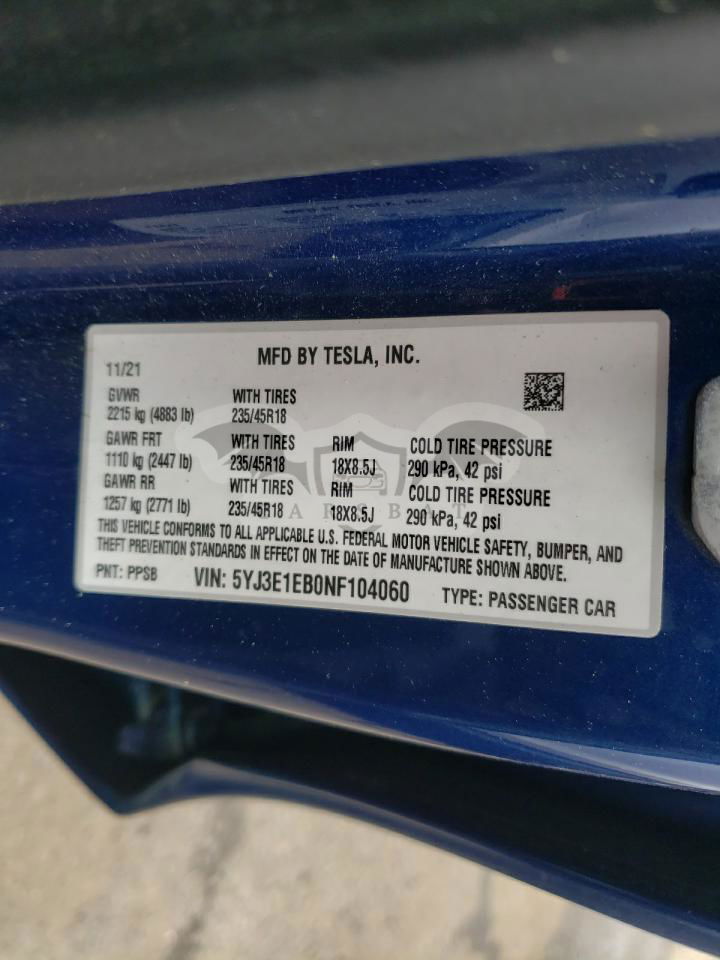 MFD BY TESLA, INC.
11/21
GVWR WITH TIRES
2215 kg (4883 lb) 235/45R18
GAWR FRT WITH TIRES RIM COLD TIRE PRESSURE
1110 kg (2447 lb) 235/45R18 18X8.5J 290 kPa, 42 psi
GAWR RR WITH TIRES RIM COLD TIRE PRESSURE
1257 kg (2771 lb) 235/45R18 18X8.5J 290 kPa, 42 psi
THIS VEHICLE CONFORMS TO ALL APPLICABLE U.S. FEDERAL MOTOR VEHICLE SAFETY, BUMPER, AND
THEFT PREVENTION STANDARDS IN EFFECT ON THE DATE OF MANUFACTURE SHOWN ABOVE.
PNT: PPSB VIN: 5YJ3E1EB0NF104060 TYPE: PASSENGER CAR